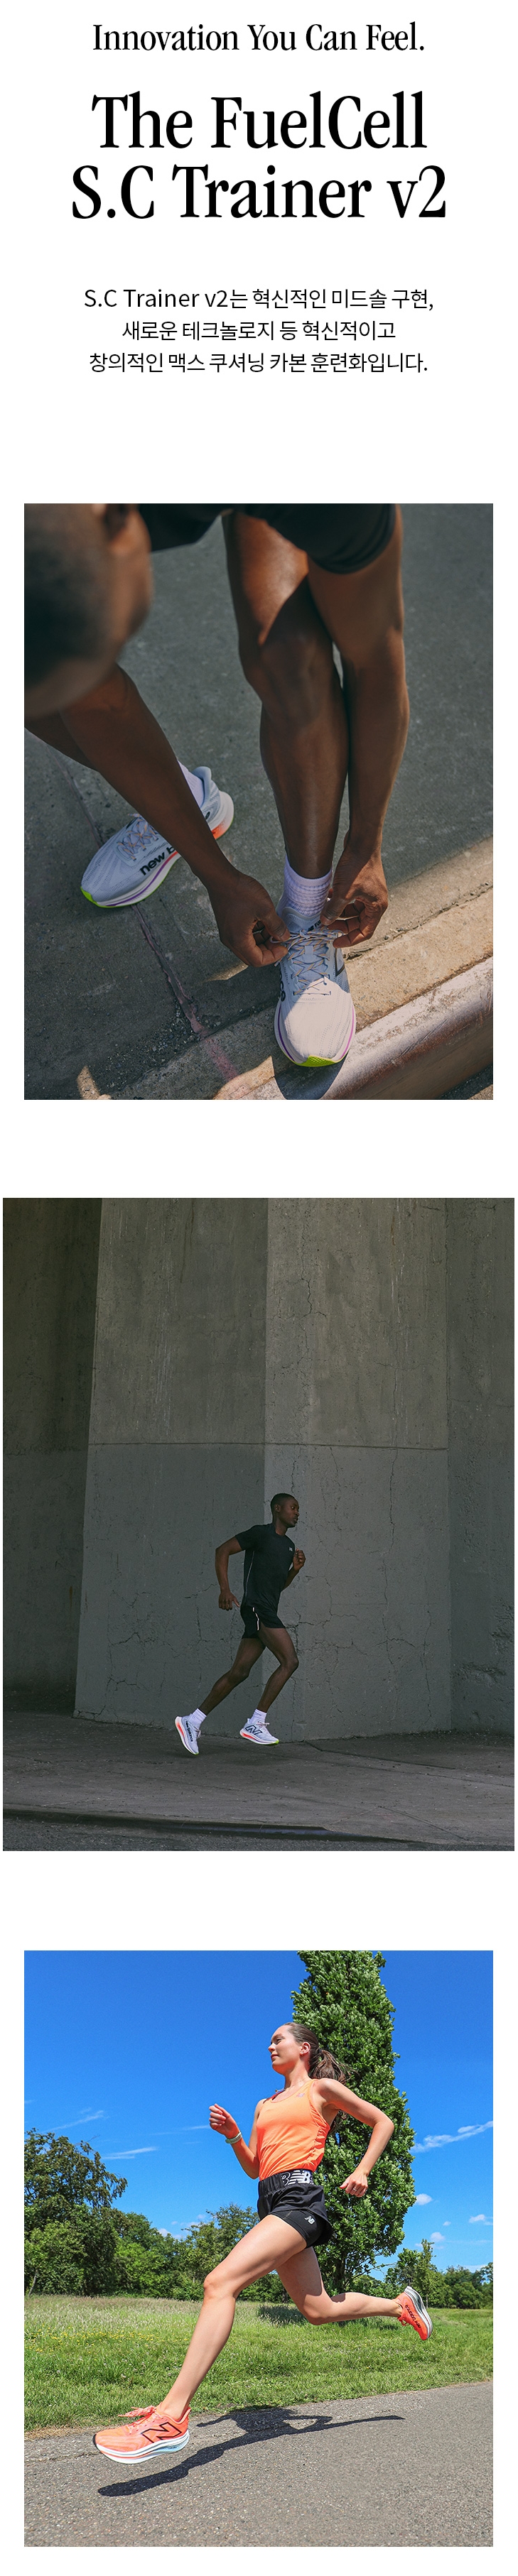 Innovation You Can Feel.
The FuelCell
S.C Trainer v2
S.C Trainer v2는 혁신적인 미드솔 구현,
새로운 테크놀로지 등 혁신적이고
창의적인 맥스 쿠셔닝 카본 훈련화입니다.
new
N